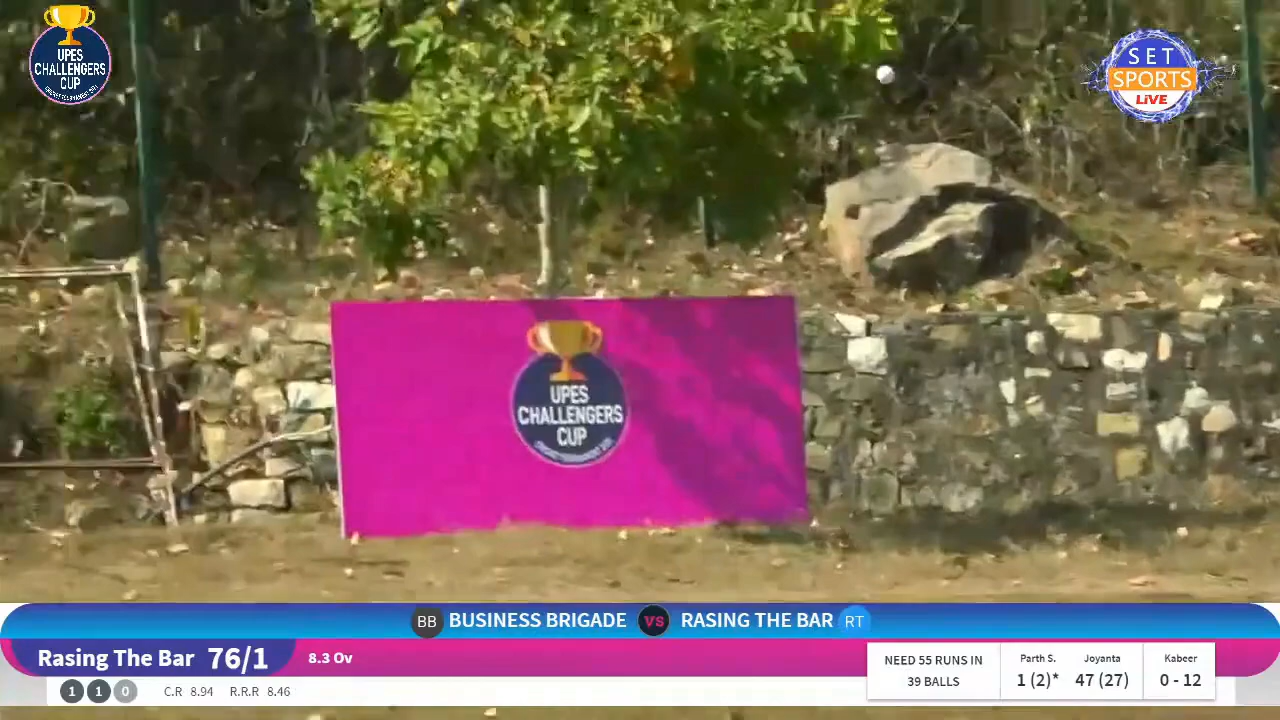 UPES
CHALLENGERS
CUP
SET
SPORTS
LiVE
UPES
CHALLENGERS
CUP
BB BUSINESS BRIGADE VS RASING THE BAR RT
Rasing The Bar 76/1 8.3 Ov
1 1 0 C.R 8.94 R.R.R 8.46
NEED 55 RUNS IN
39 BALLS
Parth S. Joyanta Kabeer
1 (2)* 47 (27) 0 - 12